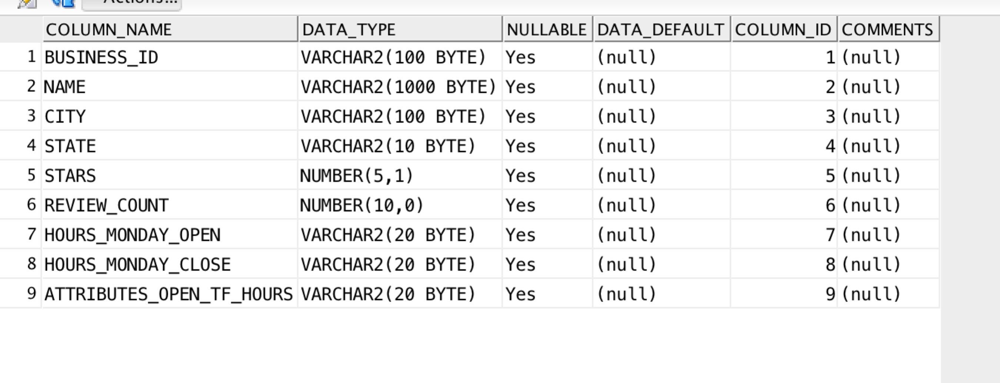 Actions...
COLUMN_NAME DATA_TYPE NULLABLE DATA_DEFAULT COLUMN_ID COMMENTS
1 BUSINESS_ID VARCHAR2(100 BYTE) Yes (null) 1 (null)
2 NAME VARCHAR2(1000 BYTE) Yes (null) 2 (null)
3 CITY VARCHAR2(100 BYTE) Yes (null) 3 (null)
4 STATE VARCHAR2(10 BYTE) Yes (null) 4 (null)
5 STARS NUMBER(5,1) Yes (null) 5 (null)
6 REVIEW_COUNT NUMBER(10,0) Yes (null) 6 (null)
7 HOURS_MONDAY_OPEN VARCHAR2(20 BYTE) Yes (null) 7 (null)
8 HOURS_MONDAY_CLOSE VARCHAR2(20 BYTE) Yes (null) 8 (null)
9 ATTRIBUTES_OPEN_TF_HOURS VARCHAR2(20 BYTE) Yes (null) 9 (null)